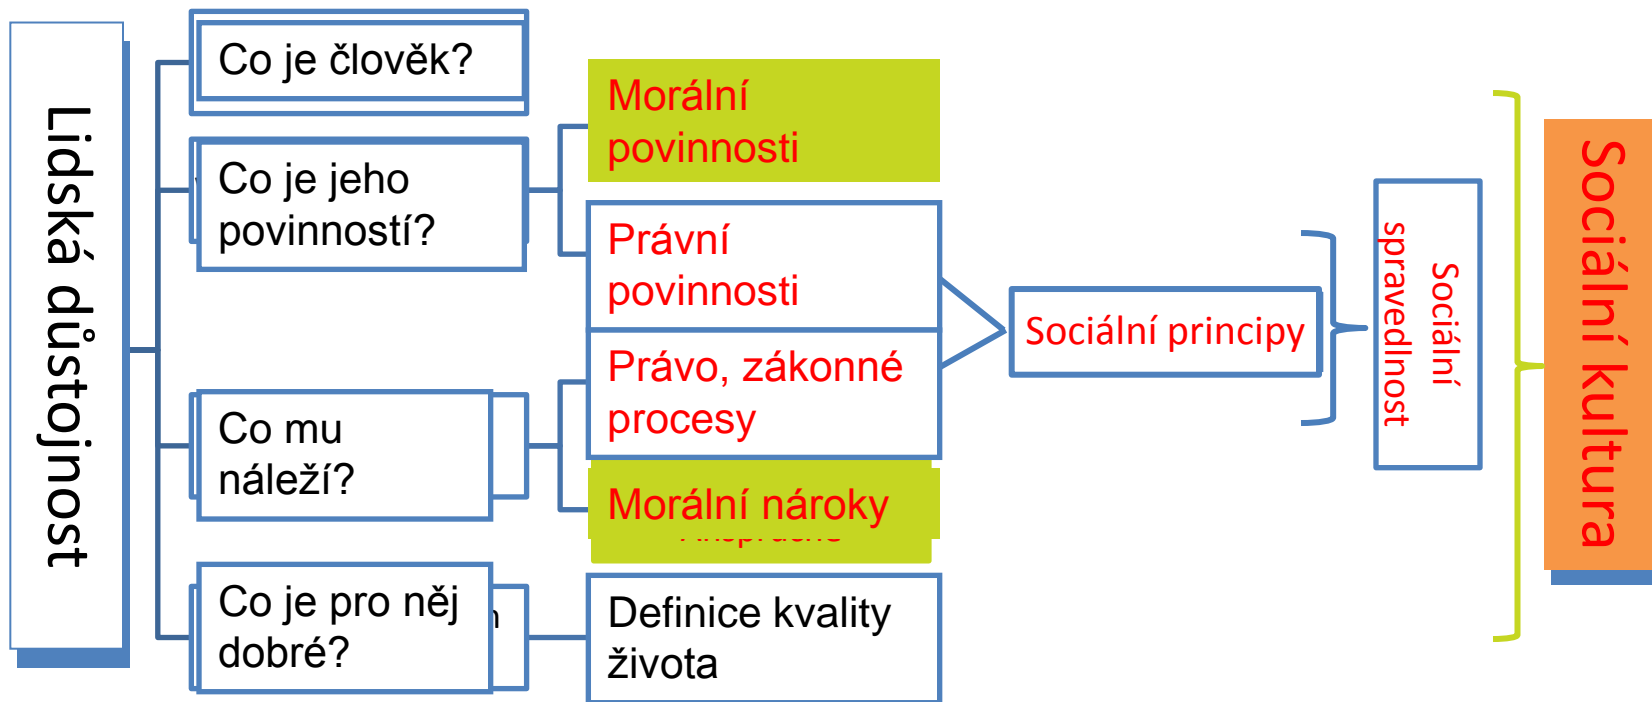 Lidská důstojnost
Co je člověk?
Co je jeho
povinností?
Co mu
náleží?
Co je pro něj
dobré?
Morální
povinnosti
Právní
povinnosti
Právo, zákonné
procesy
Morální nároky
Definice kvality
života
Sociální principy
Sociální
spravedlnost
Sociální kultura